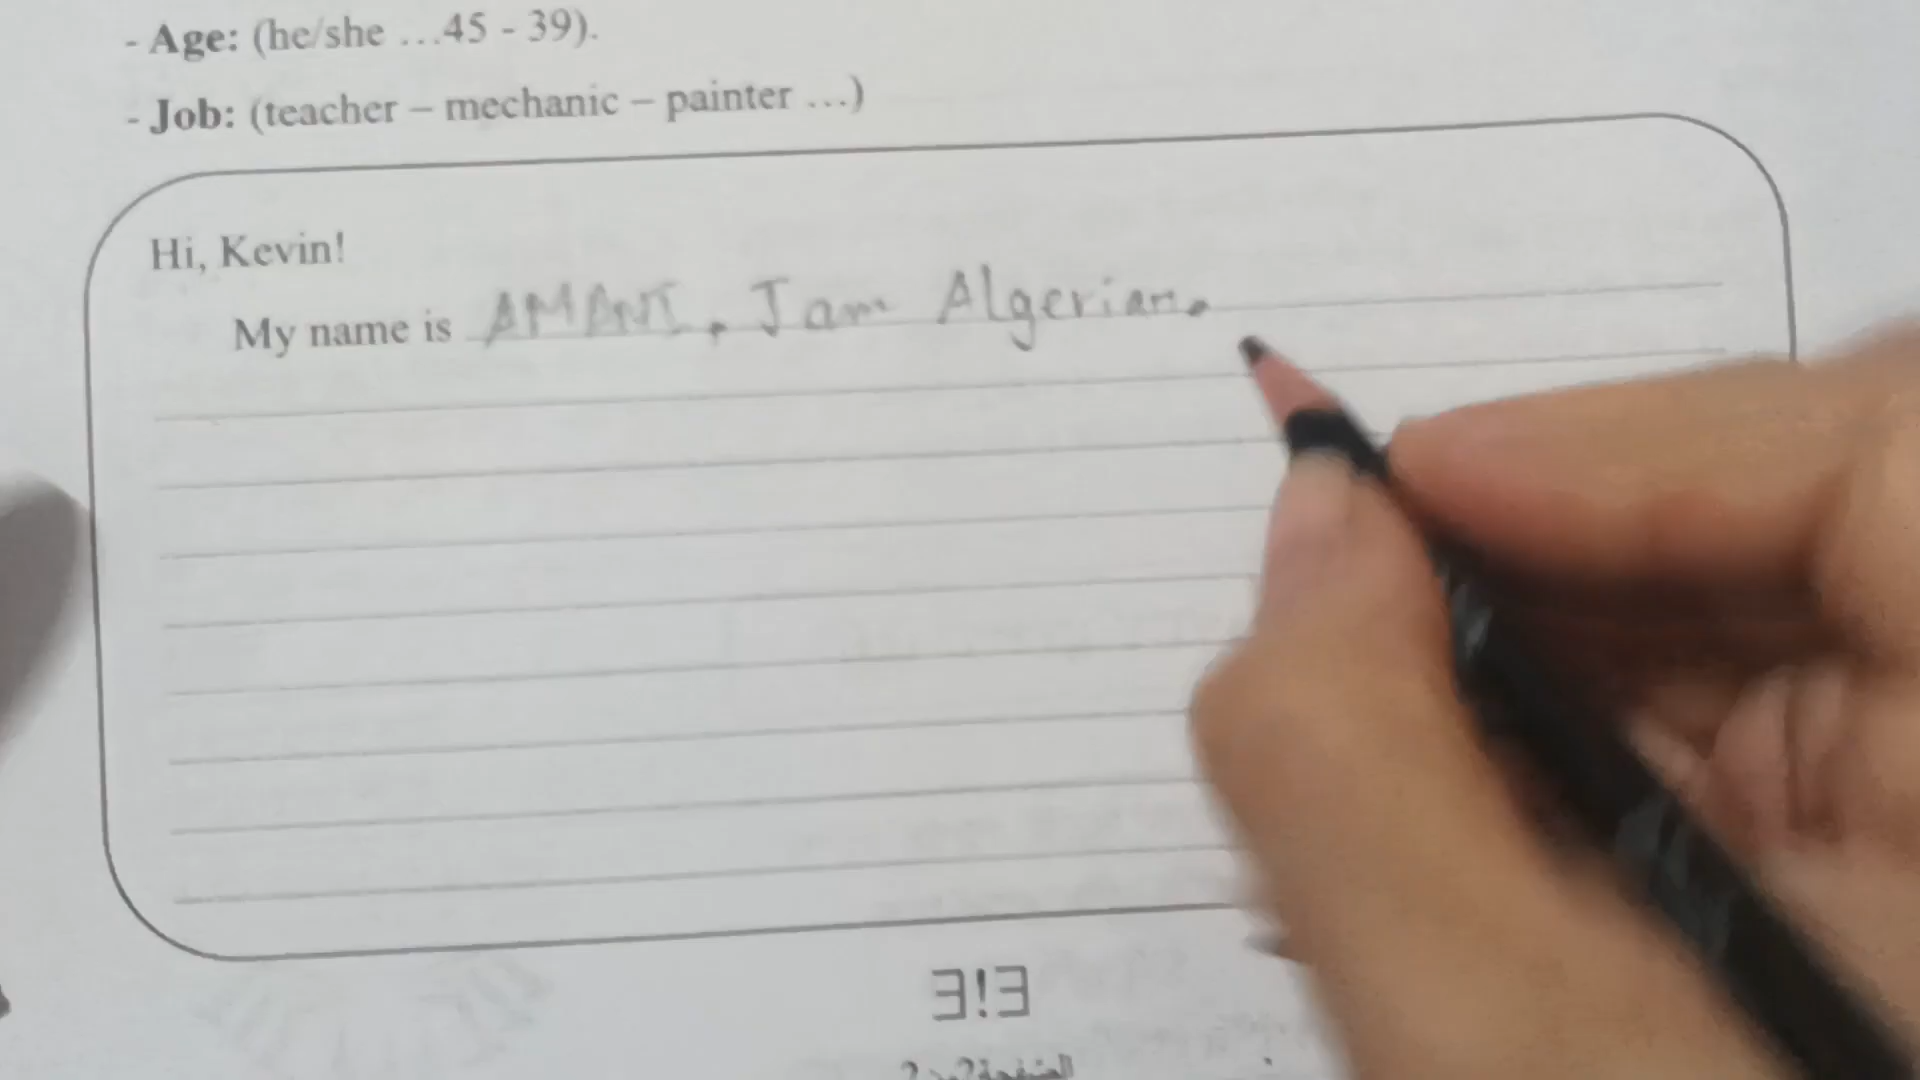 - Age: (he/she ...45 - 39).
- Job: (teacher – mechanic – painter ...)
Hi, Kevin!
My name is AMANI. I am Algerian.
3!3